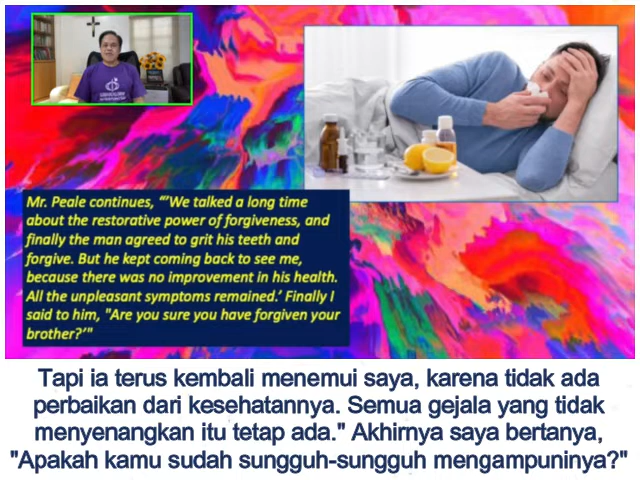 Mr. Peale continues, "'We talked a long time
about the restorative power of forgiveness, and
finally the man agreed to grit his teeth and
forgive. But he kept coming back to see me,
because there was no improvement in his health.
All the unpleasant symptoms remained.' Finally I
said to him, "Are you sure you have forgiven your
brother?'"
Tapi ia terus kembali menemui saya, karena tidak ada
perbaikan dari kesehatannya. Semua gejala yang tidak
menyenangkan itu tetap ada." Akhirnya saya bertanya,
"Apakah kamu sudah sungguh-sungguh mengampuninya?"